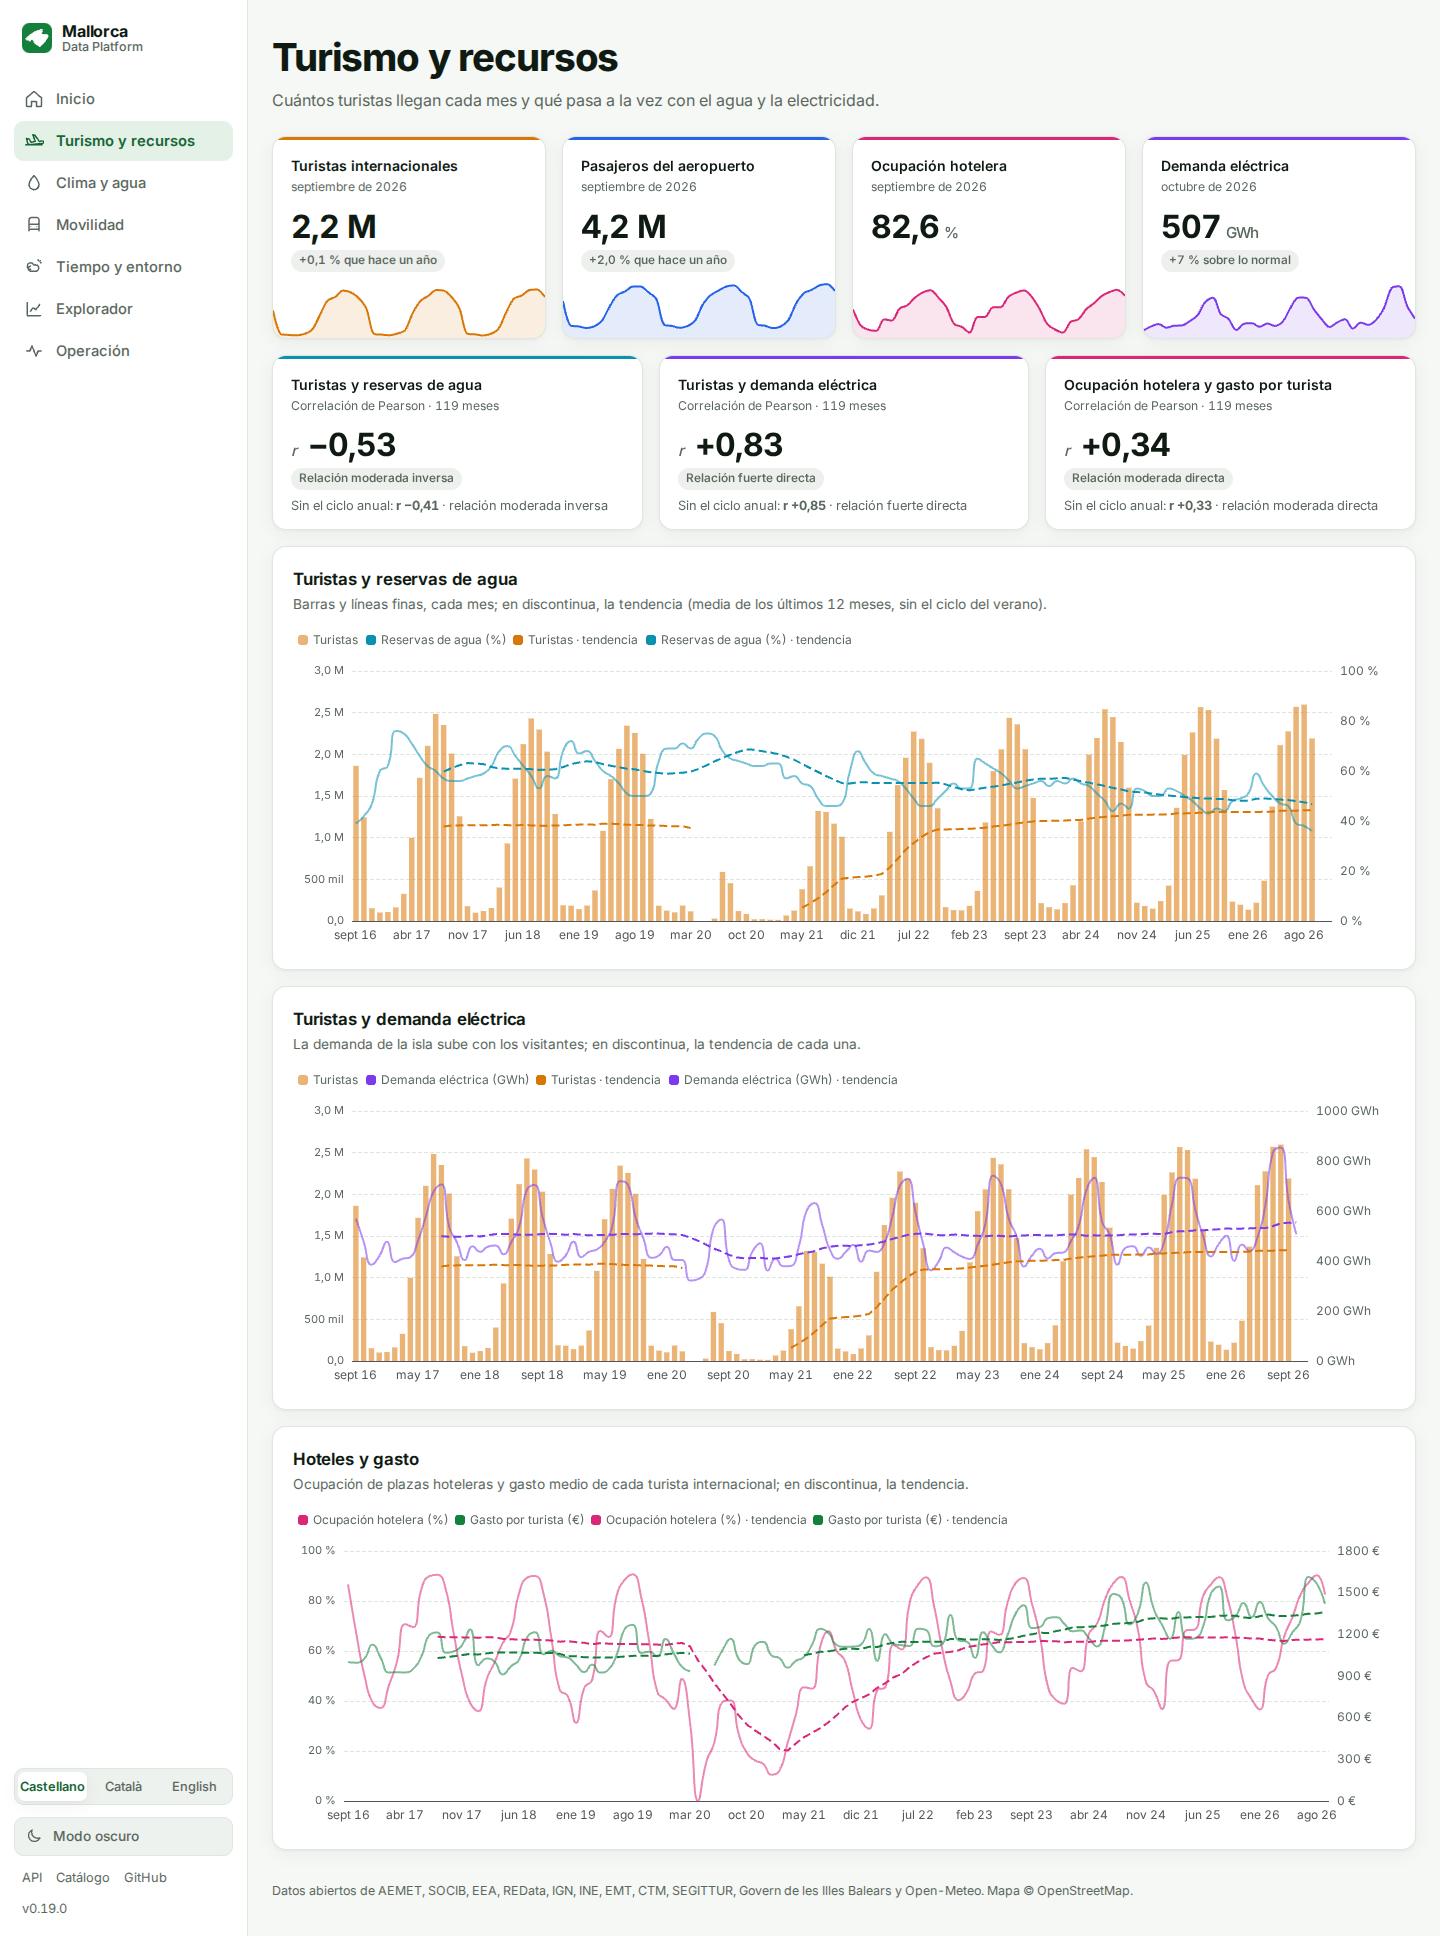 Mallorca
Data Platform
Inicio
Turismo y recursos
Clima y agua
Movilidad
Tiempo y entorno
Explorador
Operación
Castellano Català English
Modo oscuro
API Catálogo GitHub
v0.19.0
Turismo y recursos
Cuántos turistas llegan cada mes y qué pasa a la vez con el agua y la electricidad.
Turistas internacionales
septiembre de 2026
2,2 M
+0,1 % que hace un año
Pasajeros del aeropuerto
septiembre de 2026
4,2 M
+2,0 % que hace un año
Ocupación hotelera
septiembre de 2026
82,6 %
Demanda eléctrica
octubre de 2026
507 GWh
+7 % sobre lo normal
Turistas y reservas de agua
Correlación de Pearson · 119 meses
r −0,53
Relación moderada inversa
Sin el ciclo anual: r −0,41 · relación moderada inversa
Turistas y demanda eléctrica
Correlación de Pearson · 119 meses
r +0,83
Relación fuerte directa
Sin el ciclo anual: r +0,85 · relación fuerte directa
Ocupación hotelera y gasto por turista
Correlación de Pearson · 119 meses
r +0,34
Relación moderada directa
Sin el ciclo anual: r +0,33 · relación moderada directa
Turistas y reservas de agua
Barras y líneas finas, cada mes; en discontinua, la tendencia (media de los últimos 12 meses, sin el ciclo del verano).
Turistas Reservas de agua (%) Turistas · tendencia Reservas de agua (%) · tendencia
3,0 M 100 %
2,5 M 80 %
2,0 M 60 %
1,5 M 40 %
1,0 M 20 %
500 mil 0 %
0,0
sept 16 abr 17 nov 17 jun 18 ene 19 ago 19 mar 20 oct 20 may 21 dic 21 jul 22 feb 23 sept 23 abr 24 nov 24 jun 25 ene 26 ago 26
Turistas y demanda eléctrica
La demanda de la isla sube con los visitantes; en discontinua, la tendencia de cada una.
Turistas Demanda eléctrica (GWh) Turistas · tendencia Demanda eléctrica (GWh) · tendencia
3,0 M 1000 GWh
2,5 M 800 GWh
2,0 M 600 GWh
1,5 M 400 GWh
1,0 M 200 GWh
500 mil 0 GWh
0,0
sept 16 may 17 ene 18 sept 18 may 19 ene 20 sept 20 may 21 ene 22 sept 22 may 23 ene 24 sept 24 may 25 ene 26 sept 26
Hoteles y gasto
Ocupación de plazas hoteleras y gasto medio de cada turista internacional; en discontinua, la tendencia.
Ocupación hotelera (%) Gasto por turista (€) Ocupación hotelera (%) · tendencia Gasto por turista (€) · tendencia
100 % 1800 €
80 % 1500 €
60 % 1200 €
40 % 900 €
20 % 600 €
0 % 300 €
0 €
sept 16 abr 17 nov 17 jun 18 ene 19 ago 19 mar 20 oct 20 may 21 dic 21 jul 22 feb 23 sept 23 abr 24 nov 24 jun 25 ene 26 ago 26
Datos abiertos de AEMET, SOCIB, EEA, REData, IGN, INE, EMT, CTM, SEGITTUR, Govern de les Illes Balears y Open-Meteo. Mapa © OpenStreetMap.